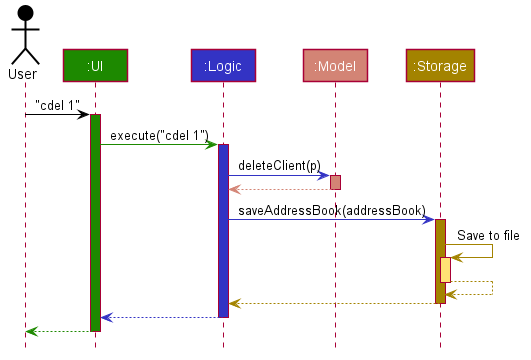 User
:UI
:Logic
:Model
:Storage
"cdel 1"
execute("cdel 1")
deleteClient(p)
saveAddressBook(addressBook)
Save to file